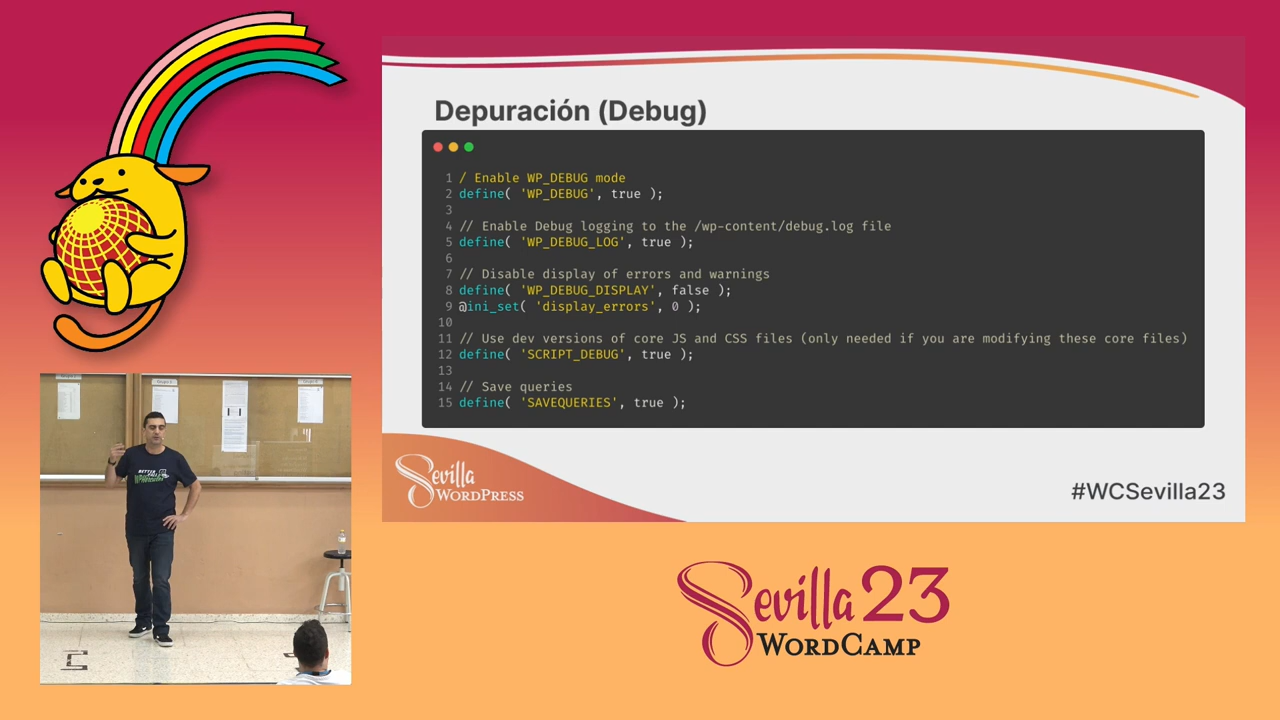 Depuración (Debug)
1 / Enable WP_DEBUG mode
2 define( 'WP_DEBUG', true );
3
4 // Enable Debug logging to the /wp-content/debug.log file
5 define( 'WP_DEBUG_LOG', true );
6
7 // Disable display of errors and warnings
8 define( 'WP_DEBUG_DISPLAY', false );
9 @ini_set( 'display_errors', 0 );
10
11 // Use dev versions of core JS and CSS files (only needed if you are modifying these core files)
12 define( 'SCRIPT_DEBUG', true );
13
14 // Save queries
15 define( 'SAVEQUERIES', true );
Sevilla
WORDPRESS
#WCSevilla23
BETTER
Sevilla 23
WORDCAMP